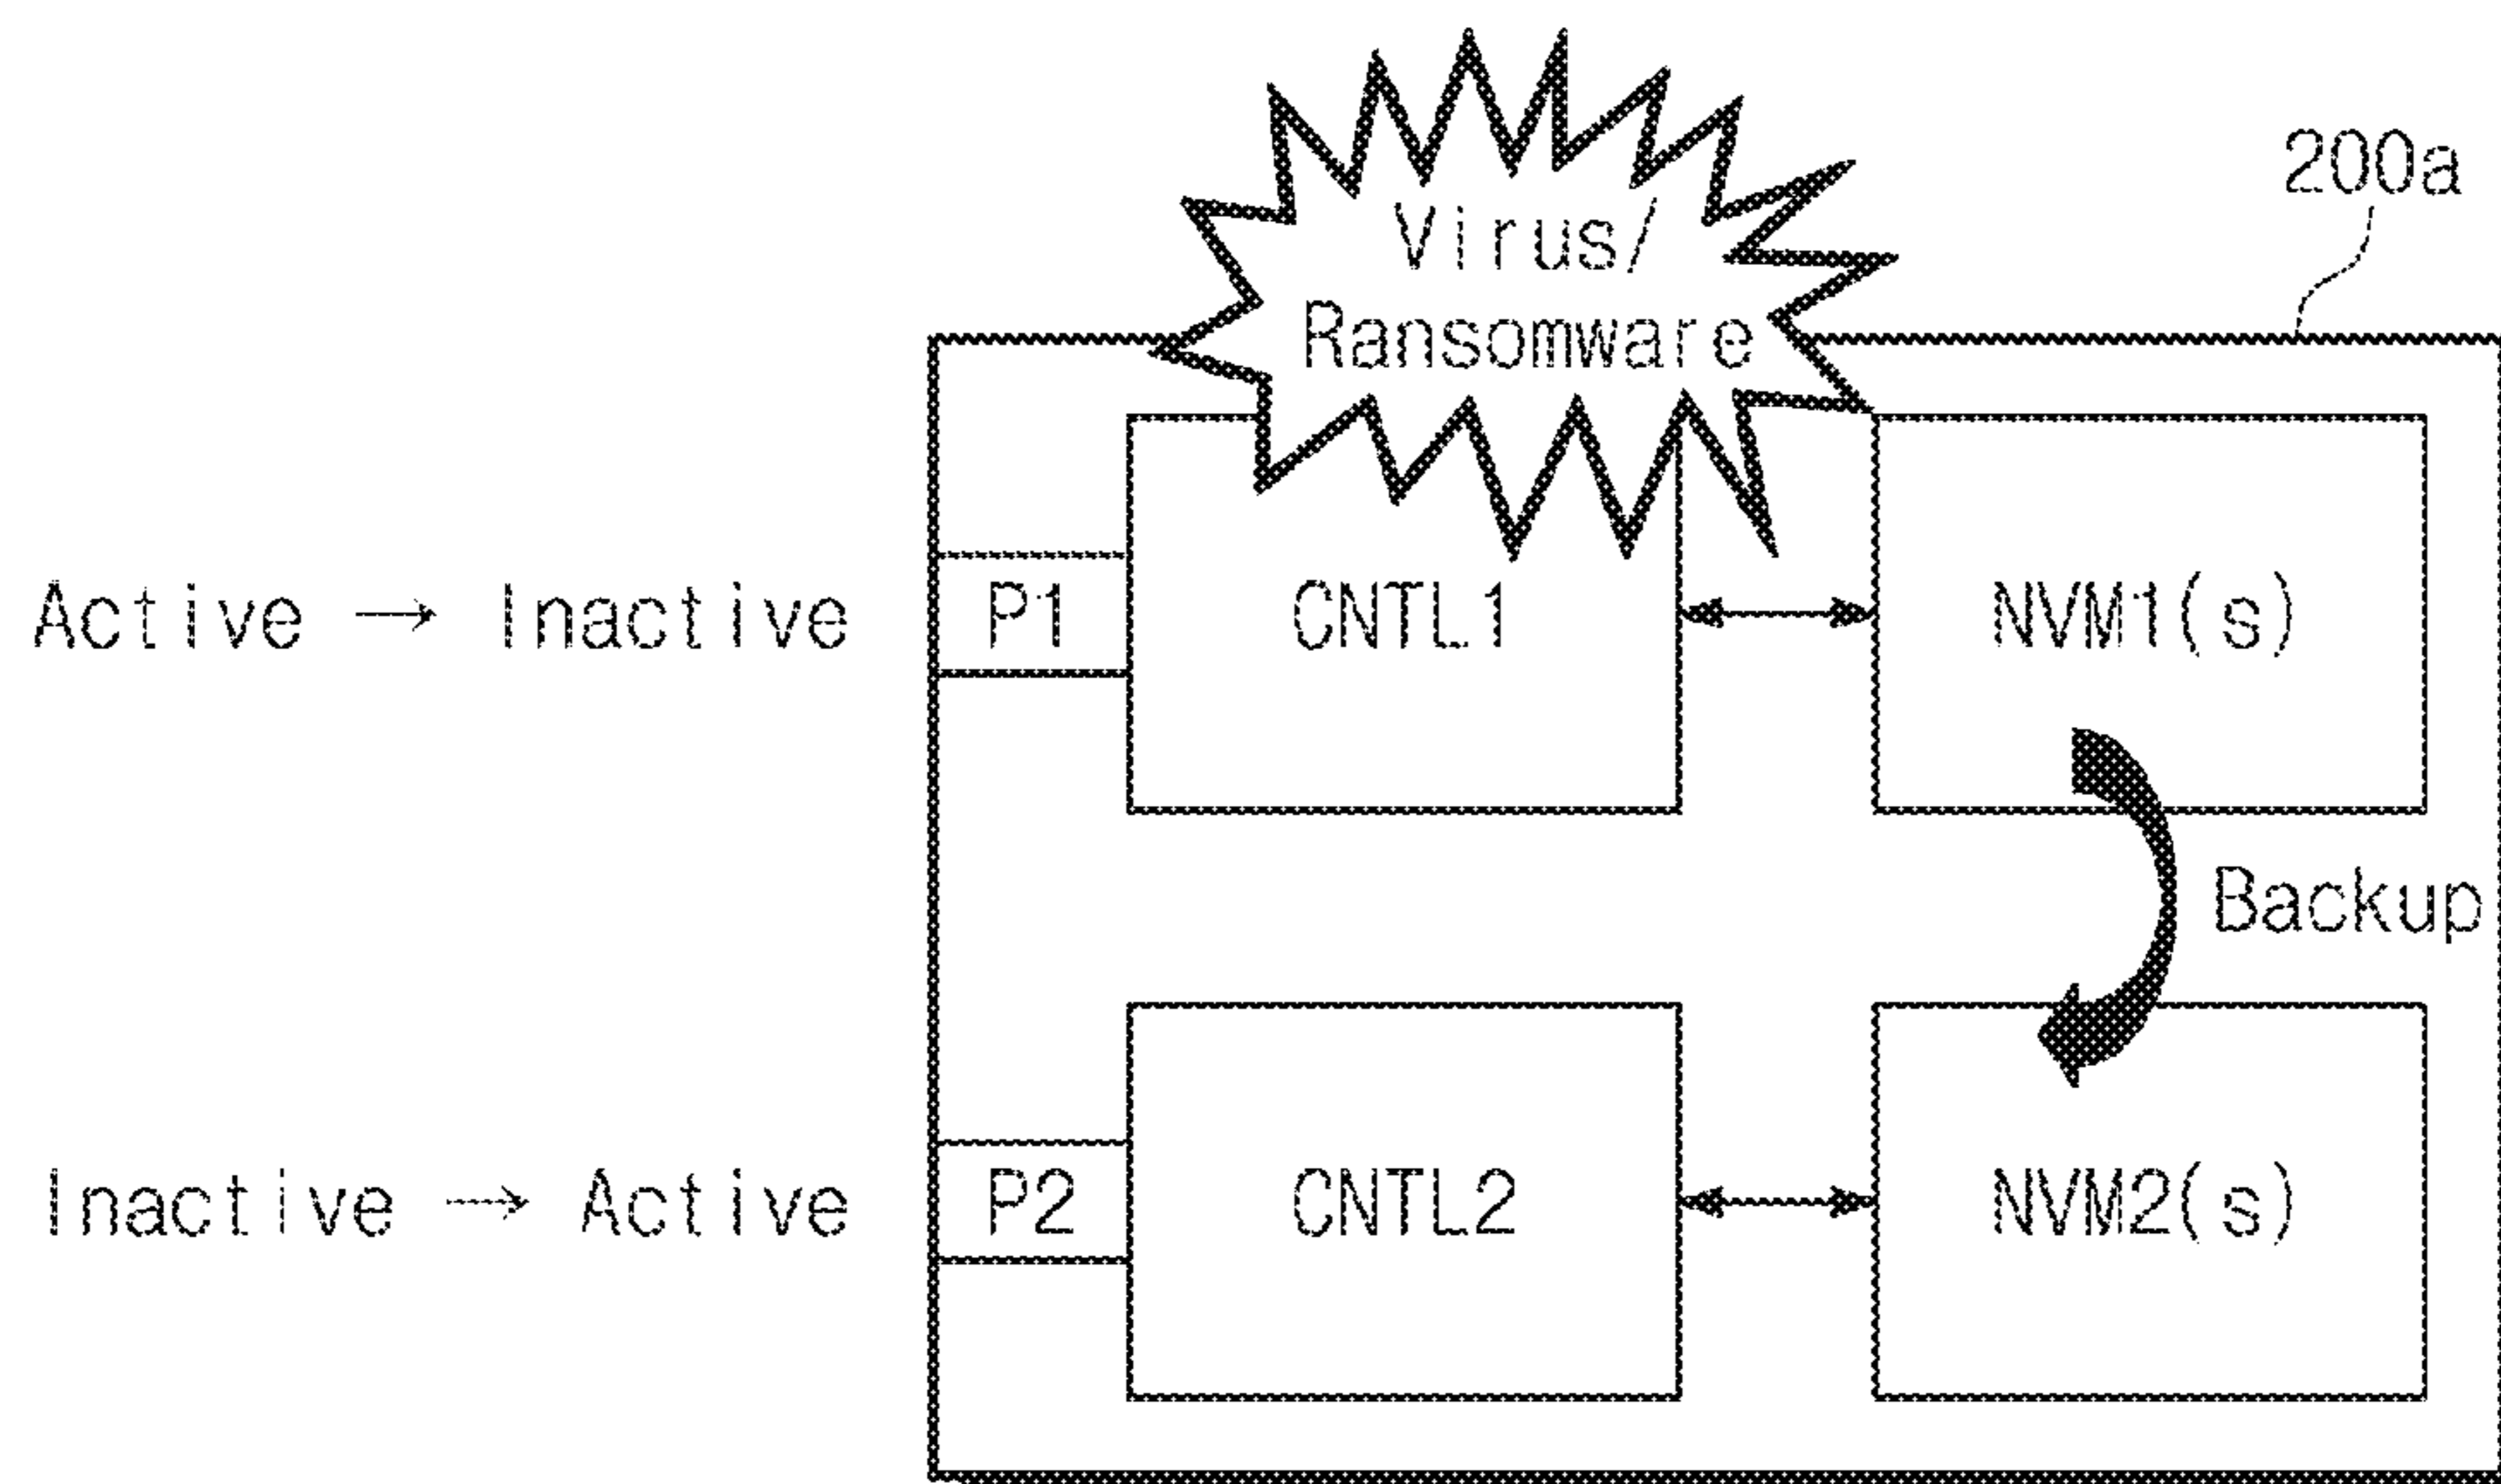 200a
Virus/
Ransomware
Active → Inactive
P1
CNTL1
NVM1(s)
Backup
Inactive → Active
P2
CNTL2
NVM2(s)